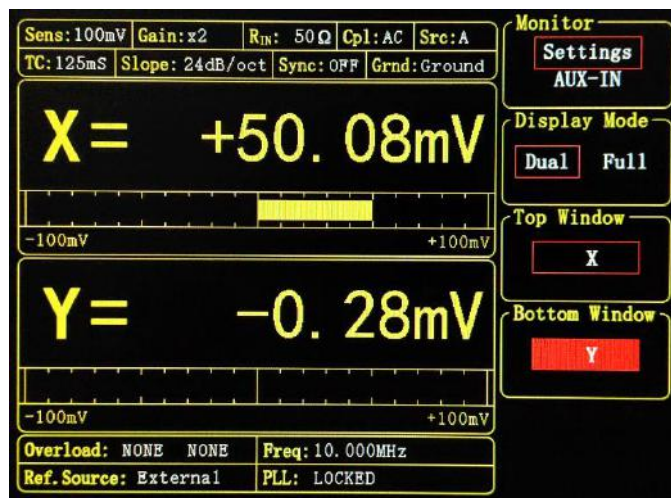 Sens:100mV Gain:x2 RIN: 50Ω Cpl:AC Src:A
TC:125mS Slope: 24dB/oct Sync:OFF Grnd:Ground
X= +50.08mV
-100mV +100mV
Y= -0.28mV
-100mV +100mV
Overload: NONE NONE Freq:10.000MHz
Ref.Source: External PLL: LOCKED
Monitor
Settings
AUX-IN
Display Mode
Dual Full
Top Window
X
Bottom Window
Y